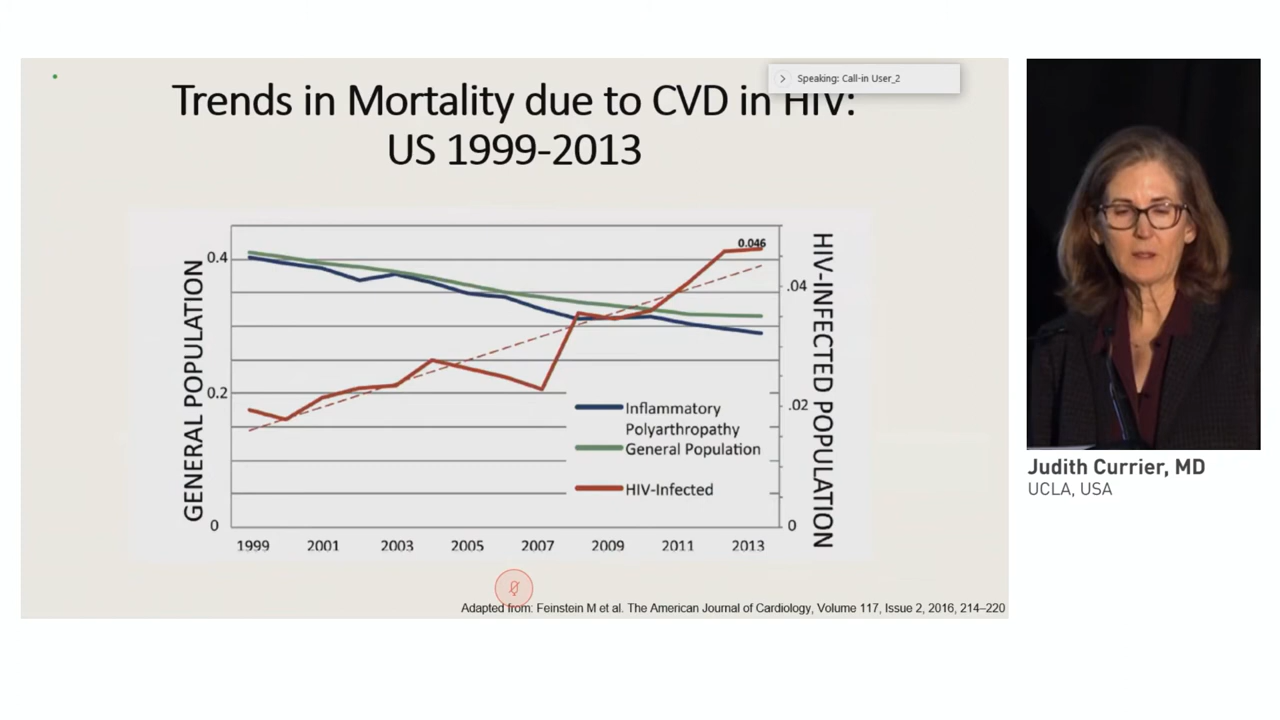 Speaking: Call-in User_2
Trends in Mortality due to CVD in HIV:
US 1999-2013
GENERAL POPULATION
0.4
0.2
0
0.046
.04
.02
0
HIV-INFECTED POPULATION
Inflammatory
Polyarthropathy
General Population
HIV-Infected
1999 2001 2003 2005 2007 2009 2011 2013
Adapted from: Feinstein M et al. The American Journal of Cardiology, Volume 117, Issue 2, 2016, 214–220
Judith Currier, MD
UCLA, USA